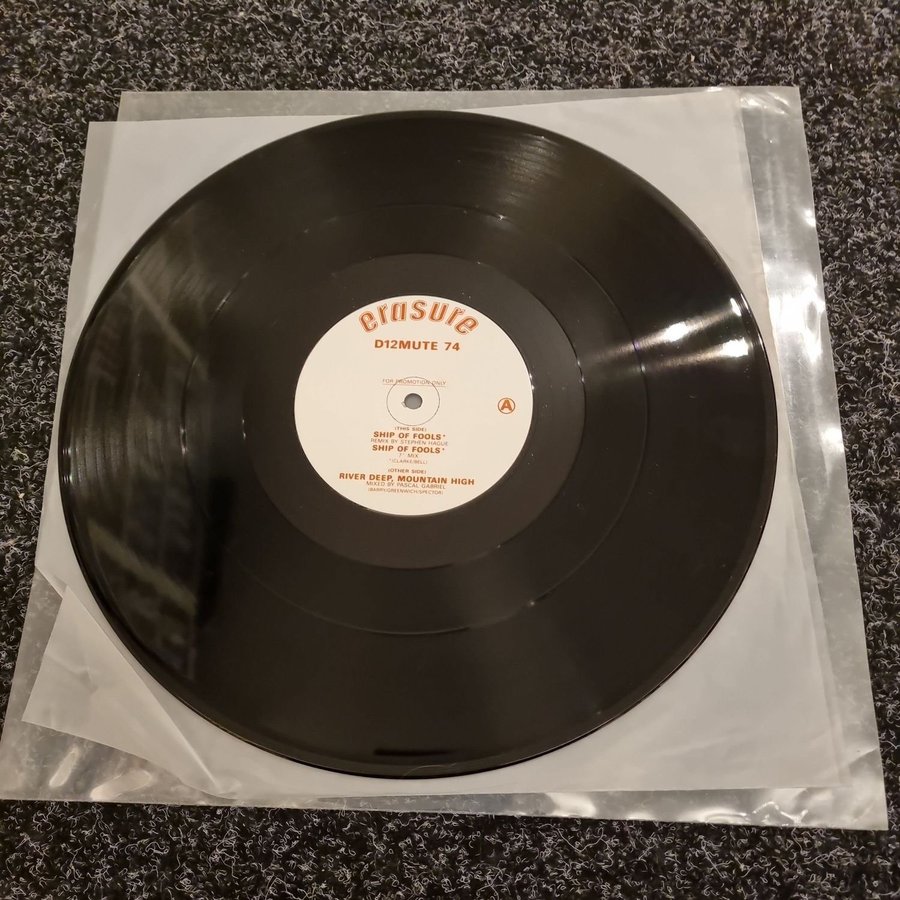 erasure
D12MUTE 74
FOR PROMOTION ONLY
A
(THIS SIDE)
SHIP OF FOOLS*
REMIX BY STEPHEN HAGUE
SHIP OF FOOLS*
7" MIX
*(CLARKE/BELL)
(OTHER SIDE)
RIVER DEEP, MOUNTAIN HIGH
MIXED BY PASCAL GABRIEL
(BARRY/GREENWICH/SPECTOR)